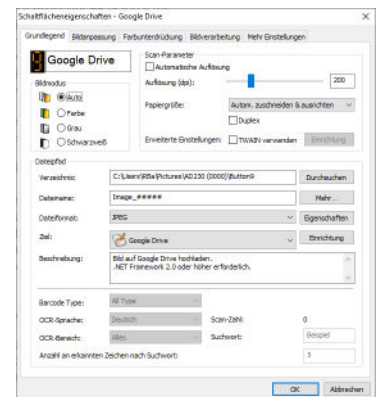 Schaltflächeneigenschaften - Google Drive
Grundlegend Bildanpassung Farbunterdrückung Bildverarbeitung Mehr Einstellungen
Google Drive
Scan-Parameter
Automatische Auflösung
Auflösung (dpi): 200
Bildmodus
Auto
Farbe
Grau
Schwarzweiß
Papiergröße: Autom. zuschneiden & ausrichten
Duplex
Erweiterte Einstellungen: TWAIN verwenden Einrichtung
Dateipfad
Verzeichnis: C:\Users\RBa\Pictures\AD230 (0000)\Button9 Durchsuchen
Dateiname: Image_##### Mehr...
Dateiformat: JPEG Eigenschaften
Ziel: Google Drive Einrichtung
Beschreibung: Bild auf Google Drive hochladen.
.NET Framework 2.0 oder höher erforderlich.
Barcode Type: All Type
OCR-Sprache: Deutsch Scan-Zahl: 0
OCR-Bereich: Alles Suchwort: Beispiel
Anzahl an erkannten Zeichen nach Suchwort: 5
OK Abbrechen